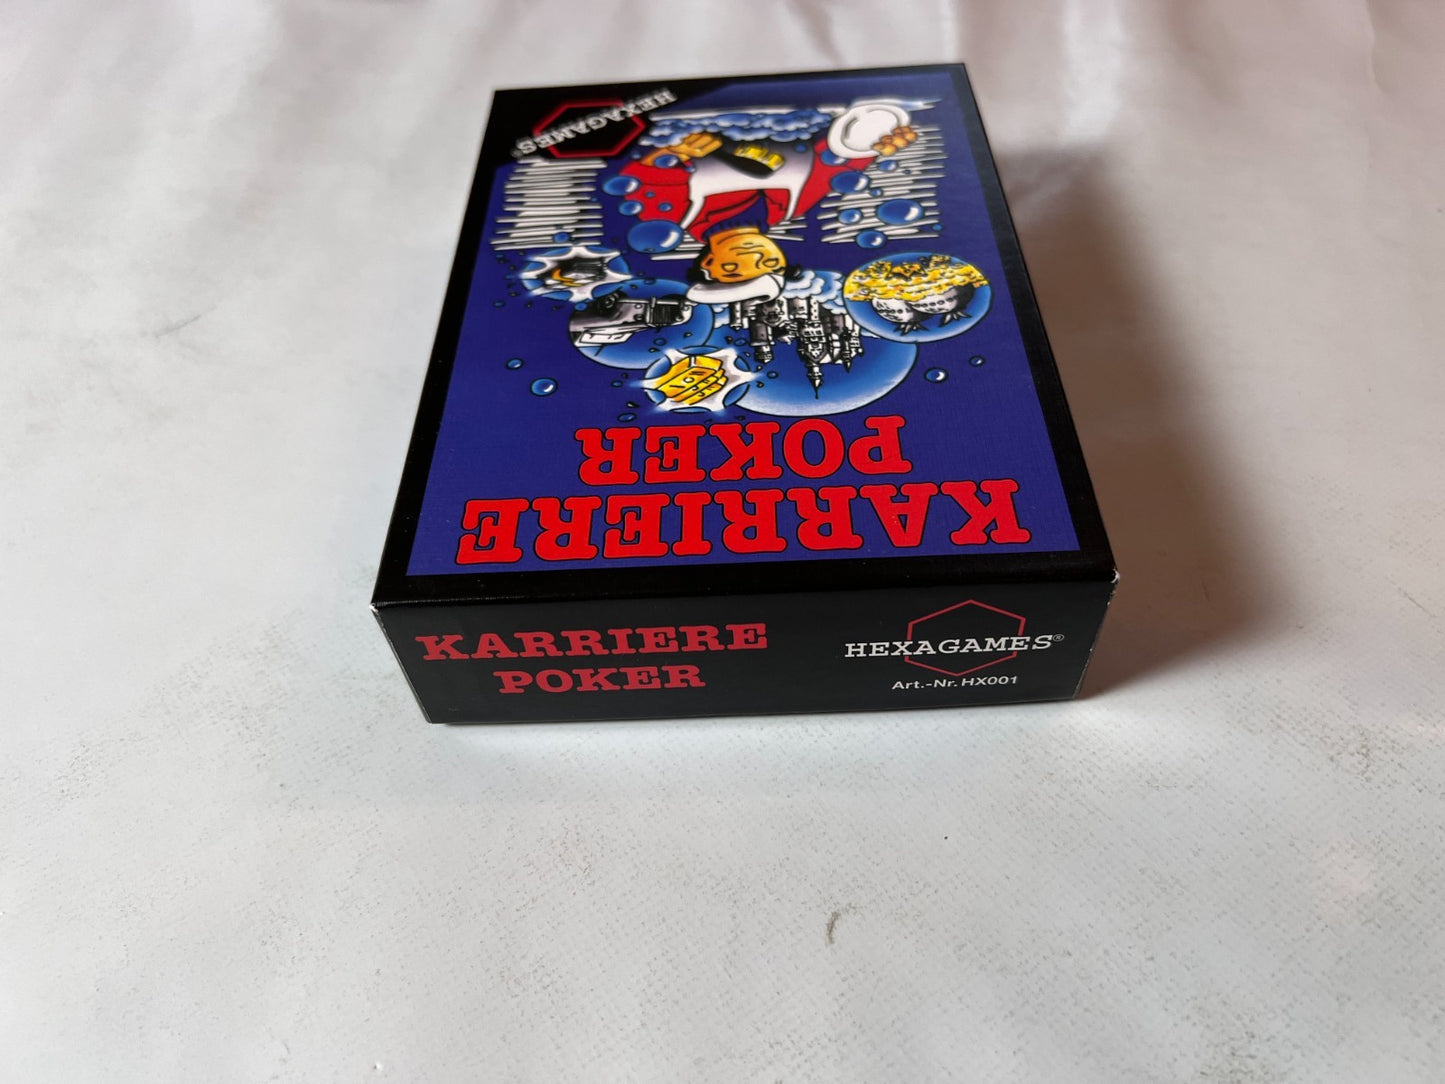 HEXAGAMES®
KARRIERE
POKER
KARRIERE
POKER
HEXAGAMES®
Art.-Nr. HX001